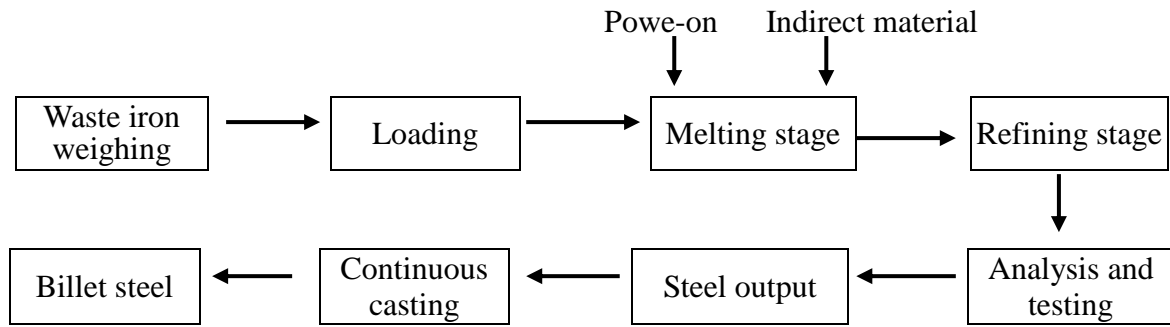 Powe-on
Indirect material
Waste iron
weighing
Loading
Melting stage
Refining stage
Analysis and
testing
Steel output
Continuous
casting
Billet steel